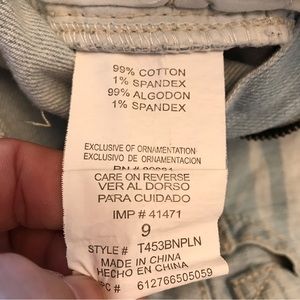 99% COTTON
1% SPANDEX
99% ALGODON
1% SPANDEX
EXCLUSIVE OF ORNAMENTATION
EXCLUSIVO DE ORNAMENTACION
CARE ON REVERSE
VER AL DORSO
PARA CUIDADO
IMP # 41471
9
STYLE # T453BNPLN
MADE IN CHINA
HECHO EN CHINA
PC# 612766505059